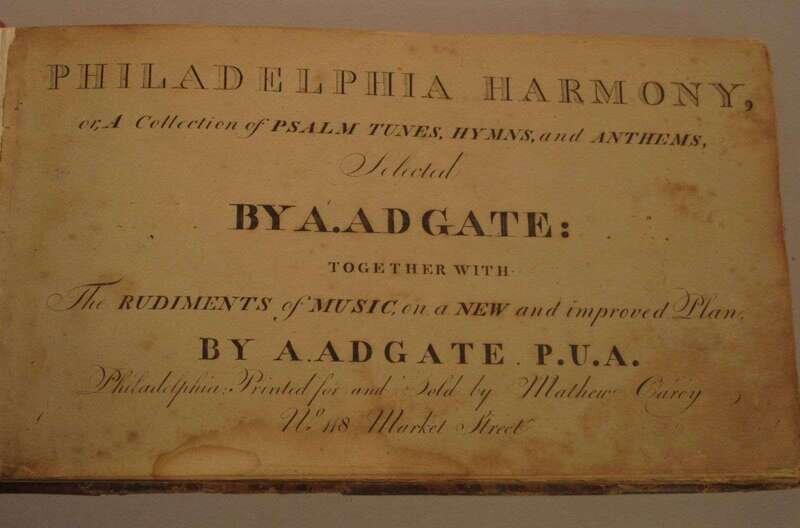 PHILADELPHIA HARMONY,
or, A Collection of PSALM TUNES, HYMNS, and ANTHEMS,
Selected
BY A. ADGATE:
TOGETHER WITH
The RUDIMENTS of MUSIC, on a NEW and improved Plan,
BY A. ADGATE. P.U.A.
Philadelphia: Printed for and Sold by Mathew Carey
No. 118 Market Street